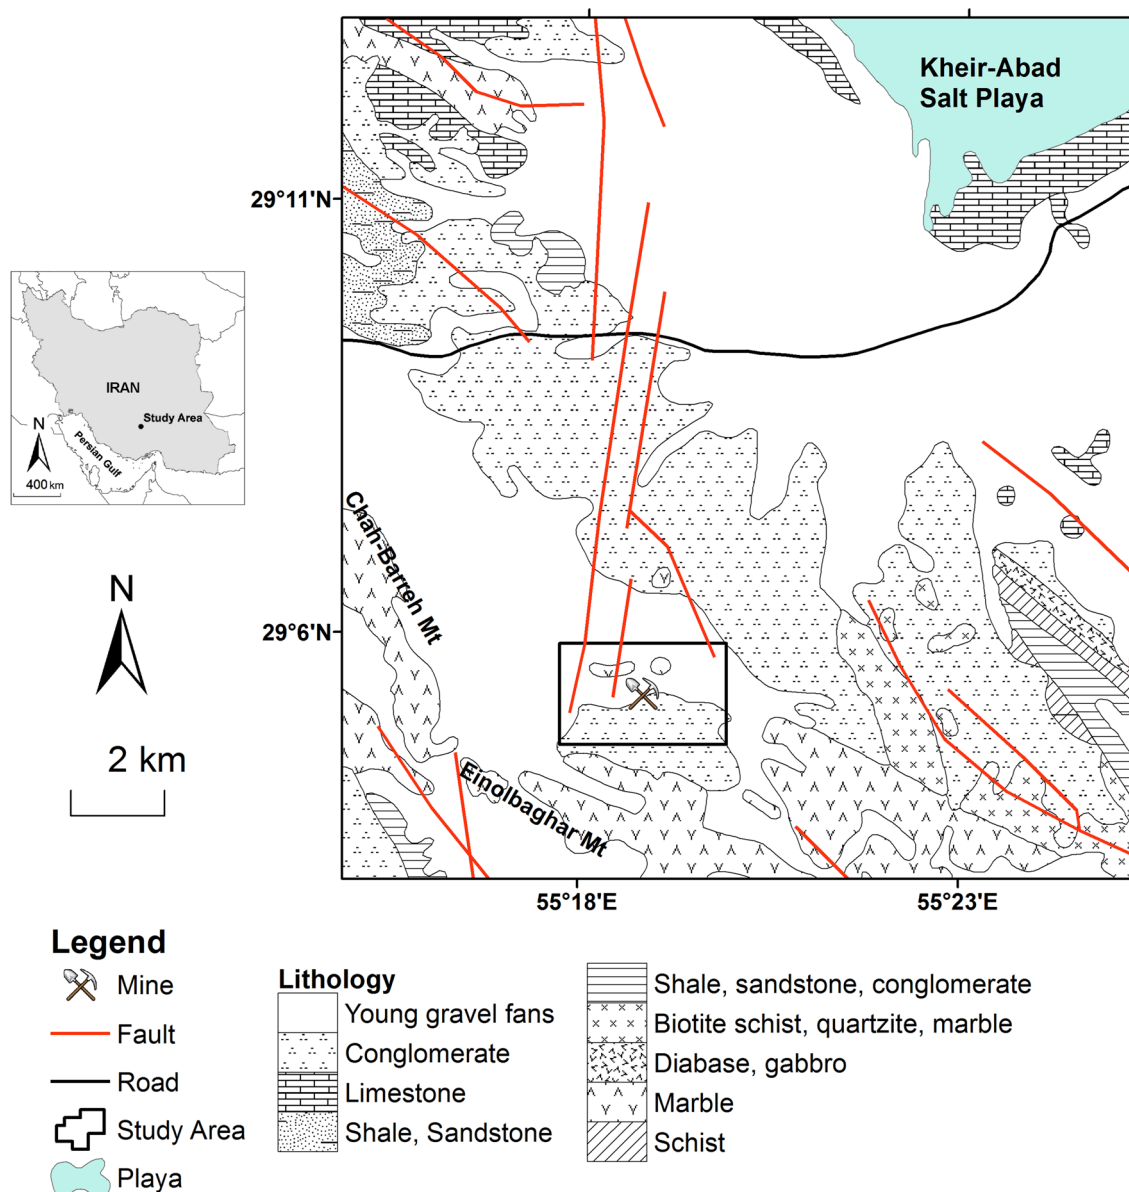 Kheir-Abad
Salt Playa
29°11'N
IRAN
Study Area
N
Persian Gulf
400 km
Chah-Barreh Mt
N
29°6'N
2 km
Einolbaghar Mt
55°18'E
55°23'E
Legend
Mine
Fault
Road
Study Area
Playa
Lithology
Young gravel fans
Conglomerate
Limestone
Shale, Sandstone
Shale, sandstone, conglomerate
Biotite schist, quartzite, marble
Diabase, gabbro
Marble
Schist